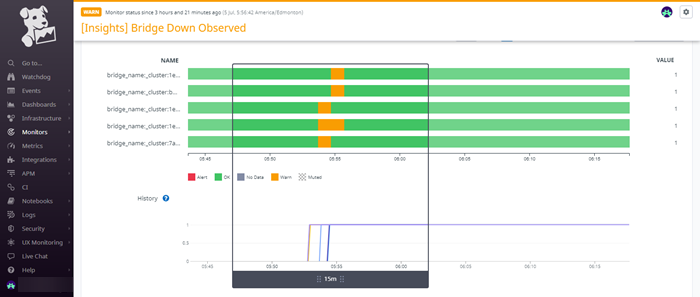 WARN Monitor status since 3 hours and 21 minutes ago (5 Jul, 5:56:42 America/Edmonton)
[Insights] Bridge Down Observed
Go to...
Watchdog
Events
Dashboards
Infrastructure
Monitors
Metrics
Integrations
APM
CI
Notebooks
Logs
Security
UX Monitoring
Live Chat
Help
NAME VALUE
bridge_name:,cluster:1e... 1
bridge_name:,cluster:b... 1
bridge_name:,cluster:1e... 1
bridge_name:,cluster:1e... 1
bridge_name:,cluster:7a... 1
05:45 05:50 05:55 06:00 06:05 06:10 06:15
Alert OK No Data Warn Muted
History ?
1
0.5
0
05:45 05:50 05:55 06:00 06:05 06:10 06:15
15m